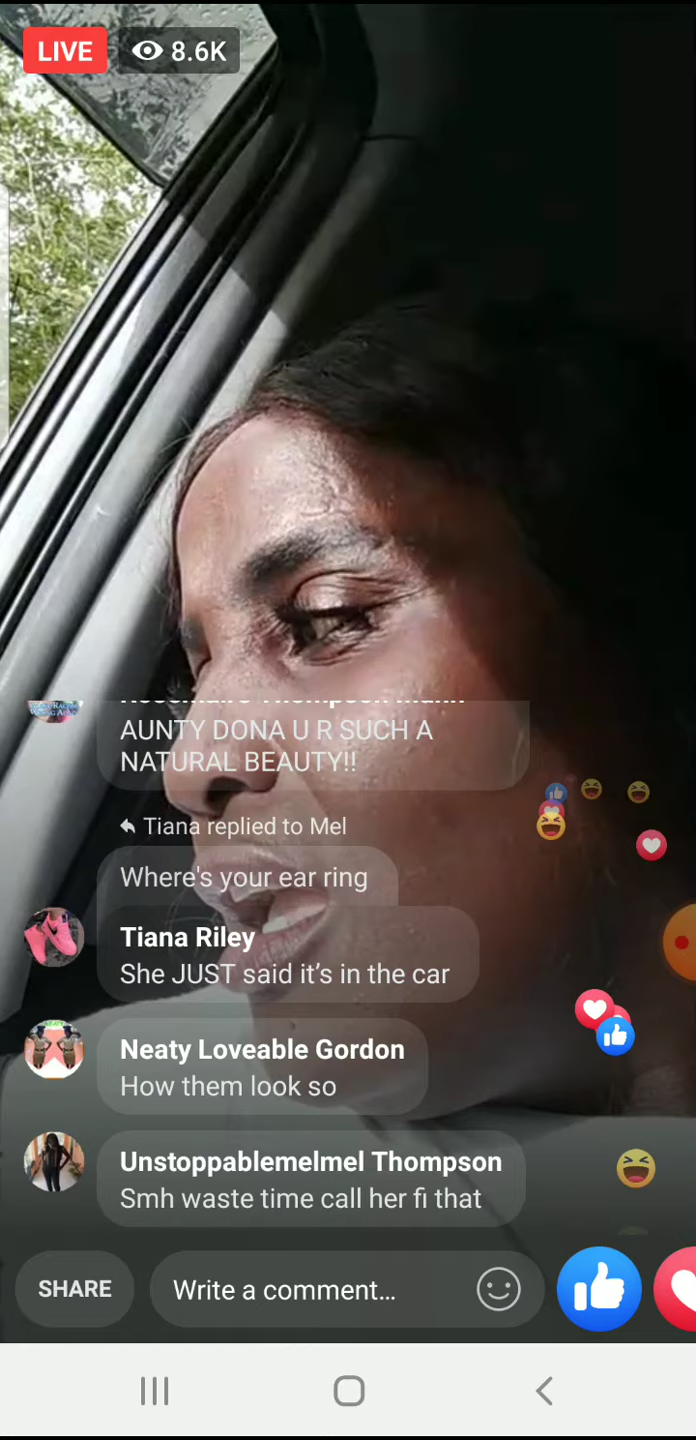 LIVE
8.6K
AUNTY DONA U R SUCH A
NATURAL BEAUTY!!
Tiana replied to Mel
Where's your ear ring
Tiana Riley
She JUST said it’s in the car
Neaty Loveable Gordon
How them look so
Unstoppablemelmel Thompson
Smh waste time call her fi that
SHARE
Write a comment...